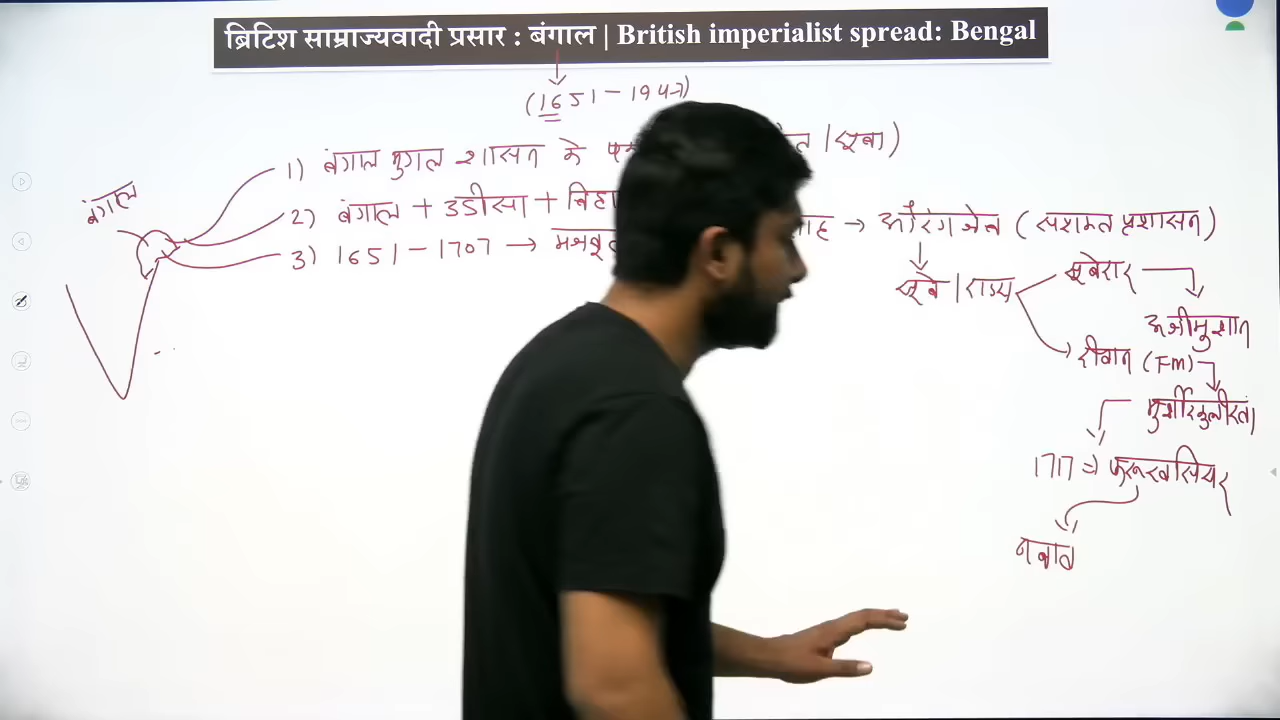 ब्रिटिश साम्राज्यवादी प्रसार : बंगाल | British imperialist spread: Bengal
(1651 - 1947)
1) बंगाल मुगल शासन के
सूबा)
बंगाल
2) बंगाल + उडीसा +
→ औरंगजेब (सशक्त प्रशासन)
3) 1651 - 1707 →
सूबे | राज्य
सूबेदार
अजीमुशान
दीवान (Fm)
मुर्शीदकुलीखां
1717 ⇒ फरूखसियर
नबाव